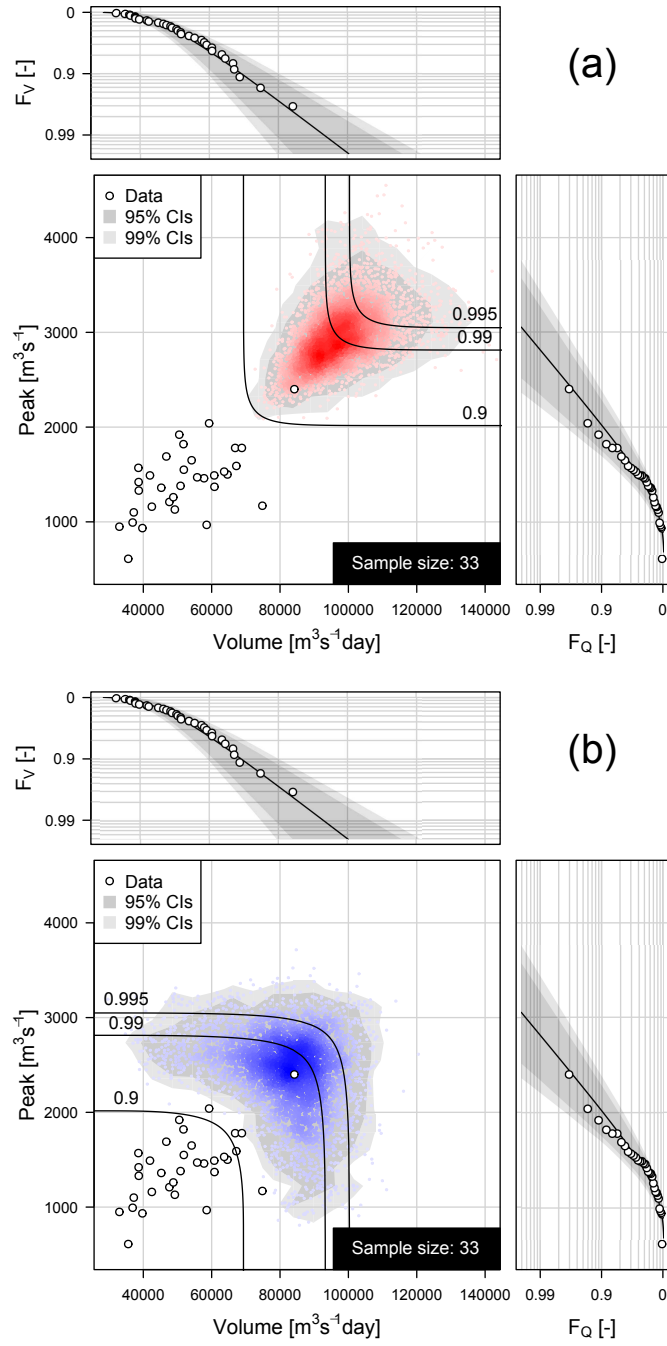 0
0.9
0.99
F_V [-]
(a)
Data
95% CIs
99% CIs
4000
3000
2000
1000
Peak [m³s⁻¹]
0.995
0.99
0.9
Sample size: 33
40000 60000 80000 100000 120000 140000
Volume [m³s⁻¹day]
0.99 0.9 0
F_Q [-]
0
0.9
0.99
F_V [-]
(b)
Data
95% CIs
99% CIs
4000
3000
2000
1000
Peak [m³s⁻¹]
0.995
0.99
0.9
Sample size: 33
40000 60000 80000 100000 120000 140000
Volume [m³s⁻¹day]
0.99 0.9 0
F_Q [-]